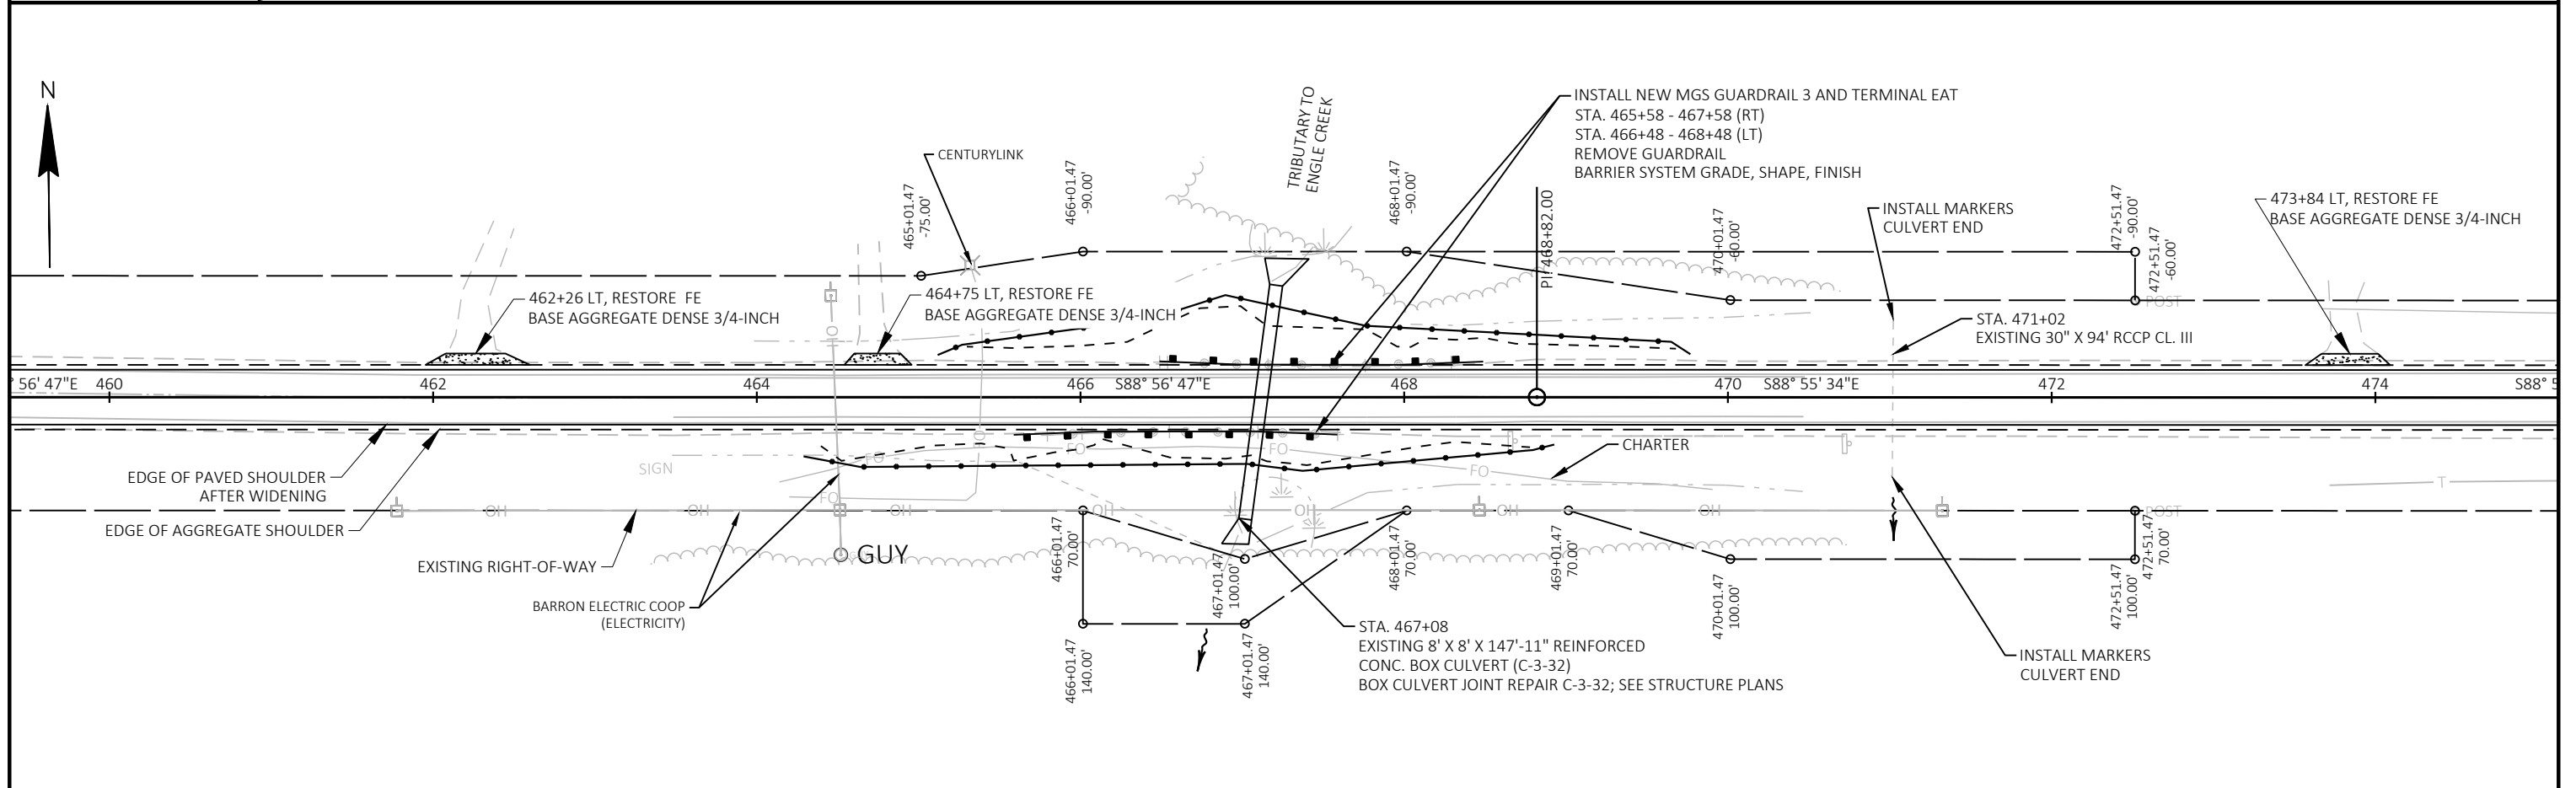 N
TRIBUTARY TO
ENGLE CREEK
INSTALL NEW MGS GUARDRAIL 3 AND TERMINAL EAT
STA. 465+58 - 467+58 (RT)
STA. 466+48 - 468+48 (LT)
REMOVE GUARDRAIL
BARRIER SYSTEM GRADE, SHAPE, FINISH
CENTURYLINK
465+01.47
-75.00'
466+01.47
-90.00'
468+01.47
-90.00'
PI: 468+82.00
470+01.47
-60.00'
INSTALL MARKERS
CULVERT END
472+51.47
-90.00'
472+51.47
-60.00'
473+84 LT, RESTORE FE
BASE AGGREGATE DENSE 3/4-INCH
462+26 LT, RESTORE FE
BASE AGGREGATE DENSE 3/4-INCH
464+75 LT, RESTORE FE
BASE AGGREGATE DENSE 3/4-INCH
POST
STA. 471+02
EXISTING 30" X 94' RCCP CL. III
° 56' 47"E 460 462 464 466 S88° 56' 47"E 468 470 S88° 55' 34"E 472 474 S88° 5
CHARTER
SIGN FO FO FO FO
FO
T
EDGE OF PAVED SHOULDER
AFTER WIDENING
EDGE OF AGGREGATE SHOULDER
OH OH OH OH OH OH OH POST
EXISTING RIGHT-OF-WAY
GUY
BARRON ELECTRIC COOP
(ELECTRICITY)
466+01.47
70.00'
467+01.47
100.00'
468+01.47
70.00'
469+01.47
70.00'
470+01.47
100.00'
472+51.47
100.00'
472+51.47
70.00'
466+01.47
140.00'
467+01.47
140.00'
STA. 467+08
EXISTING 8' X 8' X 147'-11" REINFORCED
CONC. BOX CULVERT (C-3-32)
BOX CULVERT JOINT REPAIR C-3-32; SEE STRUCTURE PLANS
INSTALL MARKERS
CULVERT END